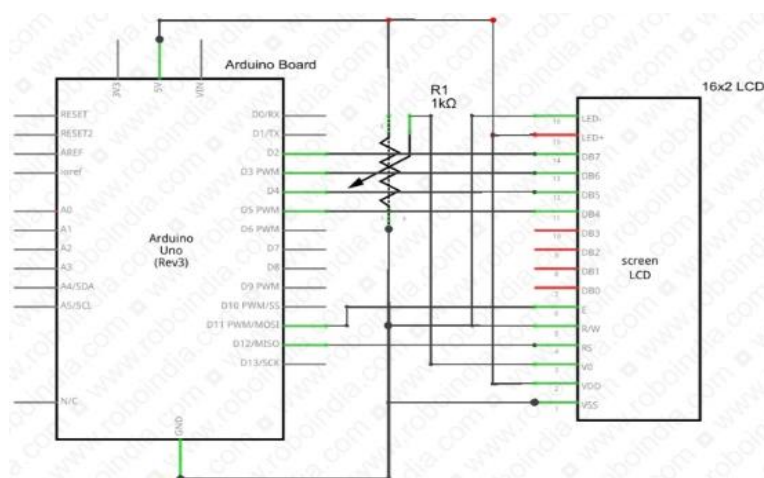 Arduino Board
3V3
5V
VIN
RESET
RESET2
AREF
ioref
A0
A1
A2
A3
A4/SDA
A5/SCL
N/C
Arduino
Uno
(Rev3)
D0/RX
D1/TX
D2
D3 PWM
D4
D5 PWM
D6 PWM
D7
D8
D9 PWM
D10 PWM/SS
D11 PWM/MOSI
D12/MISO
D13/SCK
GND
R1
1kΩ
16x2 LCD
LED-
LED+
DB7
DB6
DB5
DB4
DB3
DB2
DB1
DB0
E
R/W
RS
V0
VDD
VSS
screen
LCD
www.roboindia.com